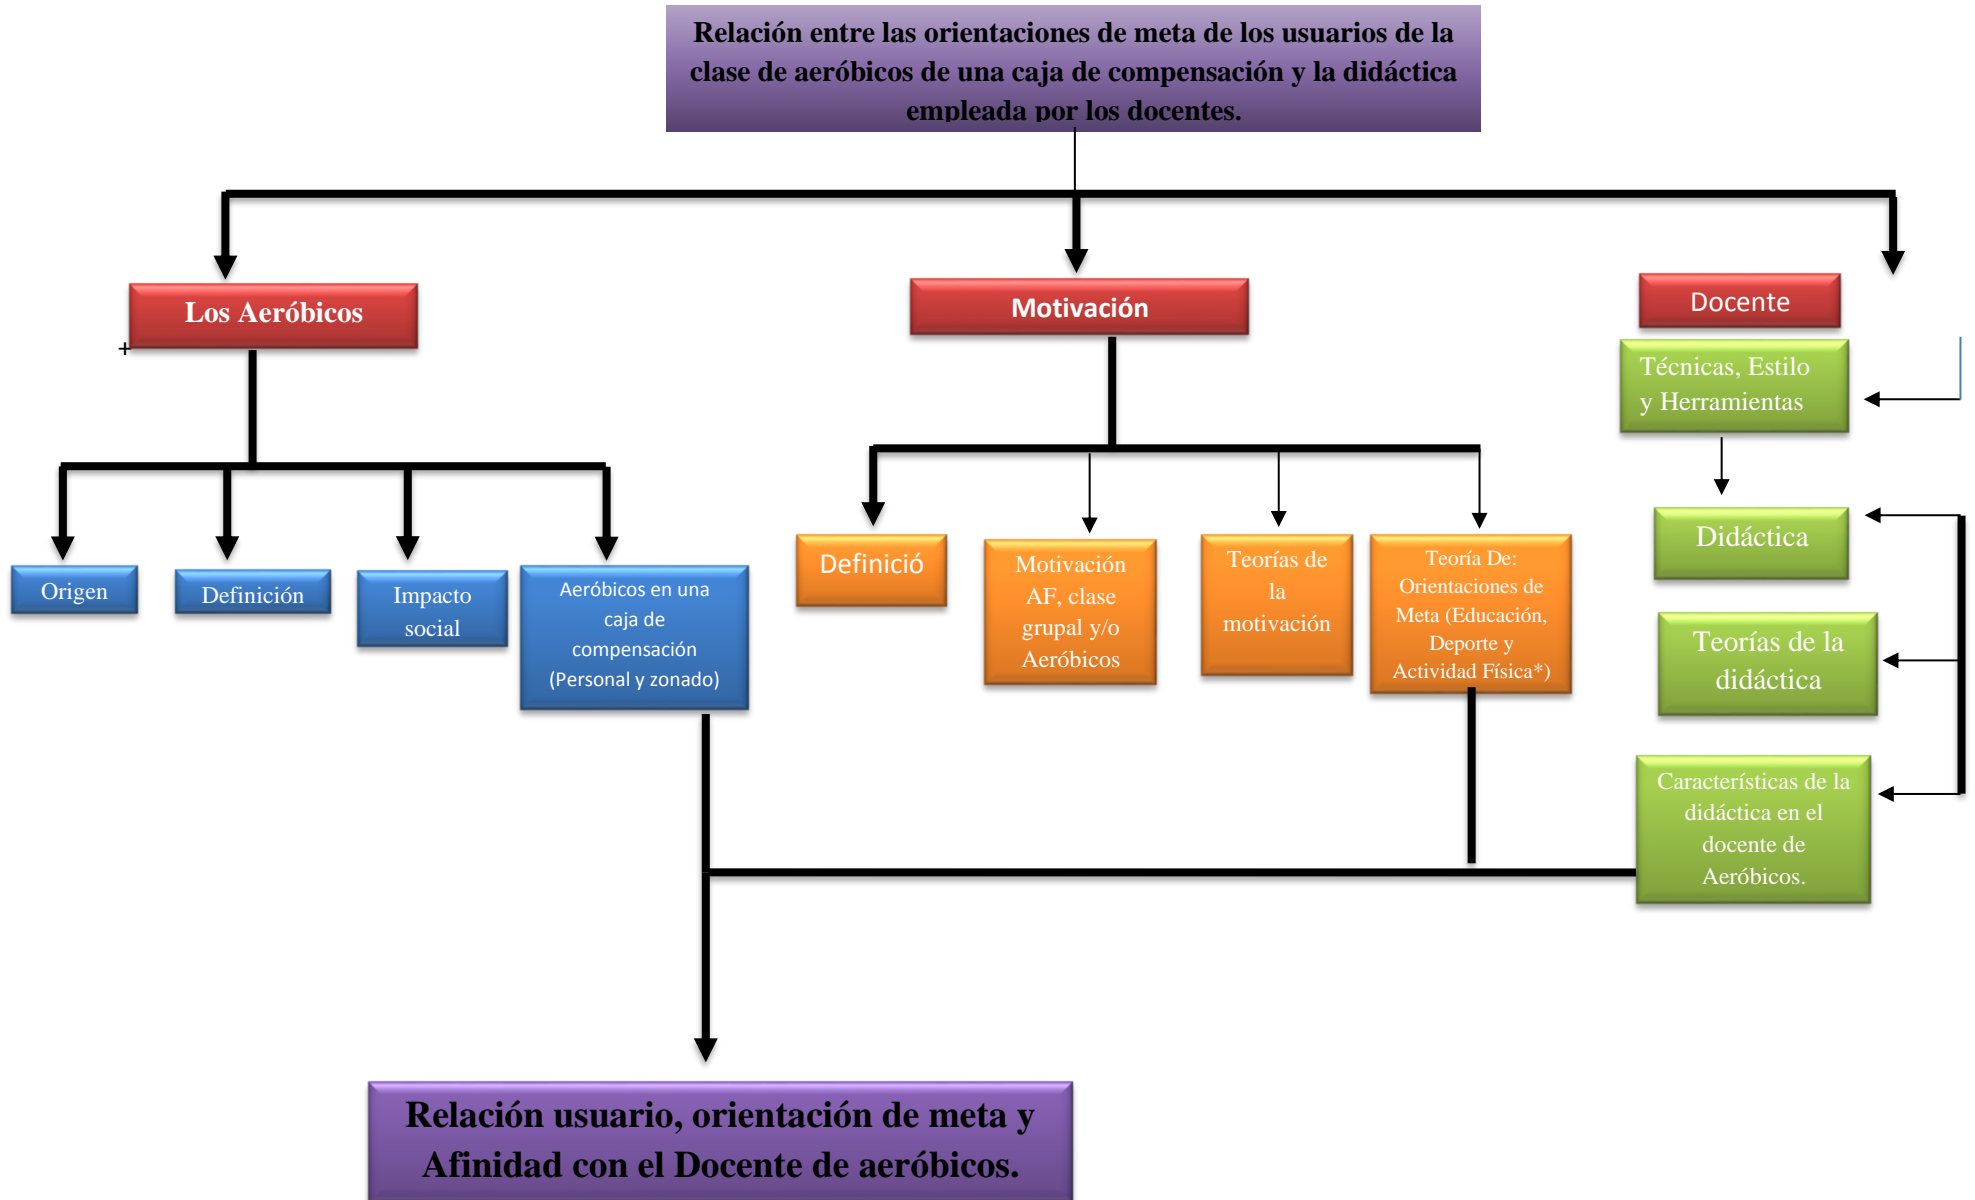 Relación entre las orientaciones de meta de los usuarios de la
clase de aeróbicos de una caja de compensación y la didáctica
empleada por los docentes.
Los Aeróbicos
+
Motivación
Docente
Técnicas, Estilo
y Herramientas
Origen
Definición
Impacto
social
Aeróbicos en una
caja de
compensación
(Personal y zonado)
Definició
Motivación
AF, clase
grupal y/o
Aeróbicos
Teorías de
la
motivación
Teoría De:
Orientaciones de
Meta (Educación,
Deporte y
Actividad Física*)
Didáctica
Teorías de la
didáctica
Características de la
didáctica en el
docente de
Aeróbicos.
Relación usuario, orientación de meta y
Afinidad con el Docente de aeróbicos.